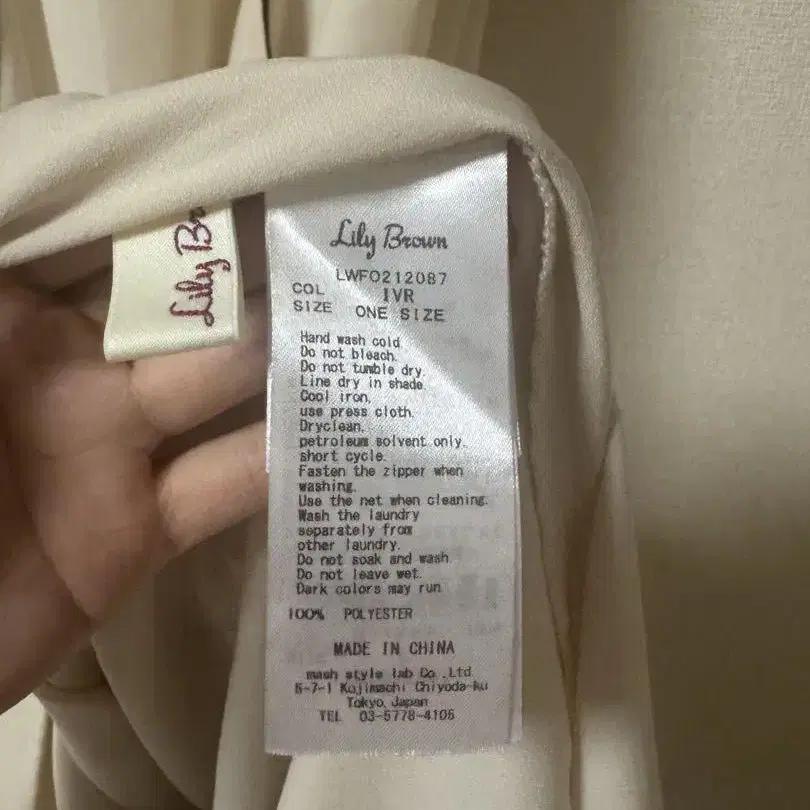 Lily Brown
LWFO212087
COL IVR
SIZE ONE SIZE
Hand wash cold
Do not bleach.
Do not tumble dry.
Line dry in shade.
Cool iron.
use press cloth.
Dryclean.
petroleum solvent only.
short cycle.
Fasten the zipper when
washing.
Use the net when cleaning.
Wash the laundry
separately from
other laundry.
Do not soak and wash.
Do not leave wet.
Dark colors may run
100% POLYESTER
MADE IN CHINA
mash style lab Co.,Ltd
6-7-1 Kojimachi Chiyoda-ku
Tokyo, Japan
TEL 03-5778-4106
Lily Br